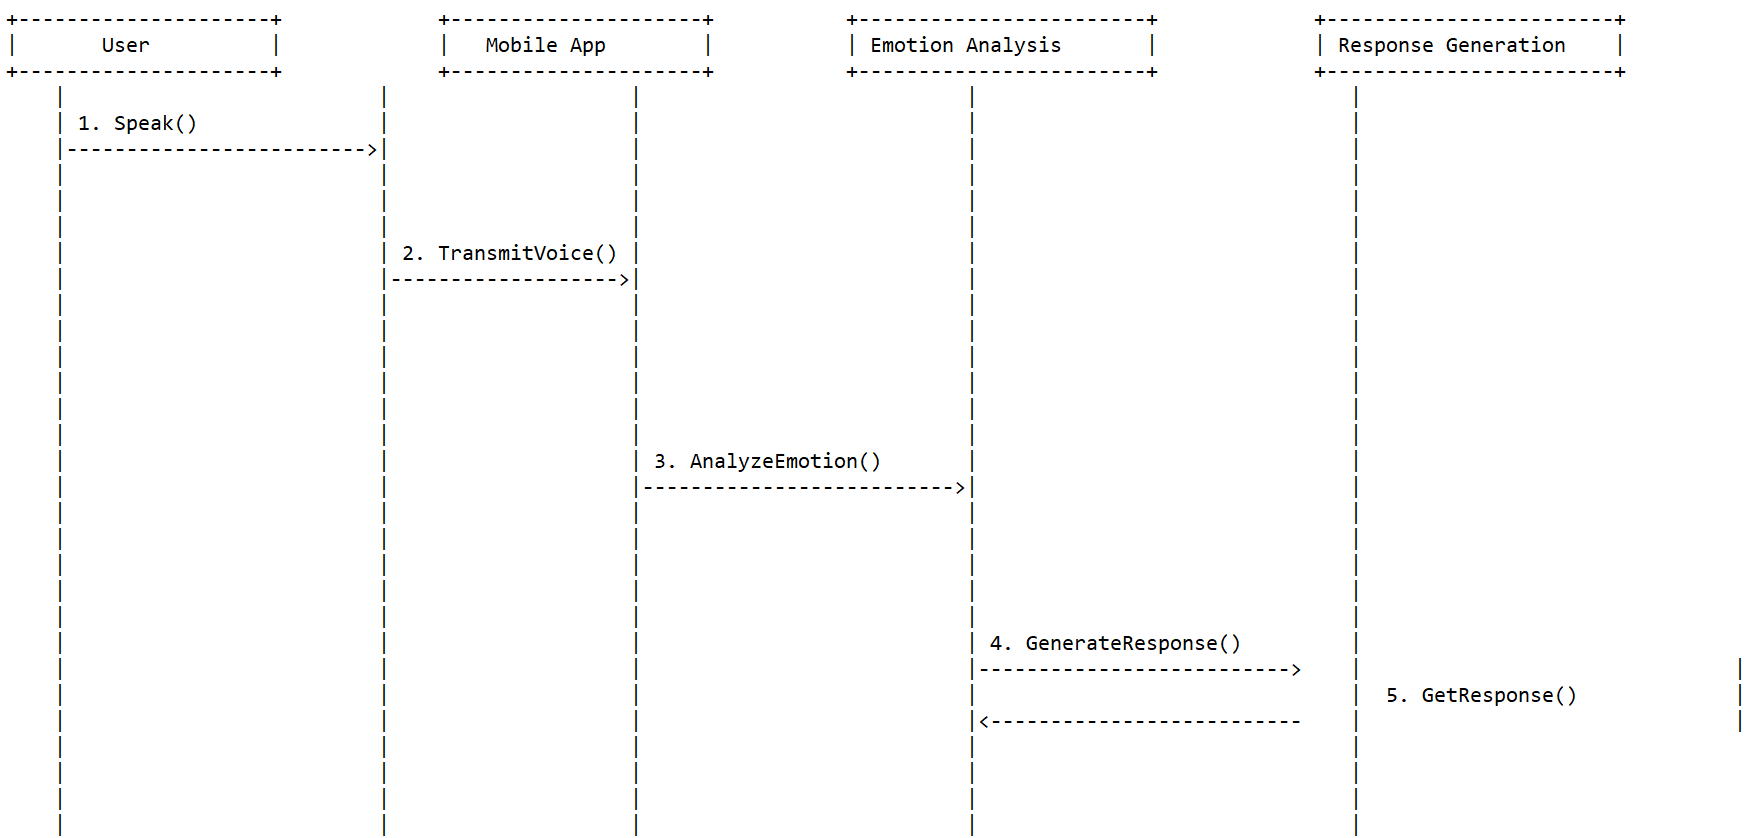 User
Mobile App
Emotion Analysis
Response Generation
1. Speak()
2. TransmitVoice()
3. AnalyzeEmotion()
4. GenerateResponse()
5. GetResponse()